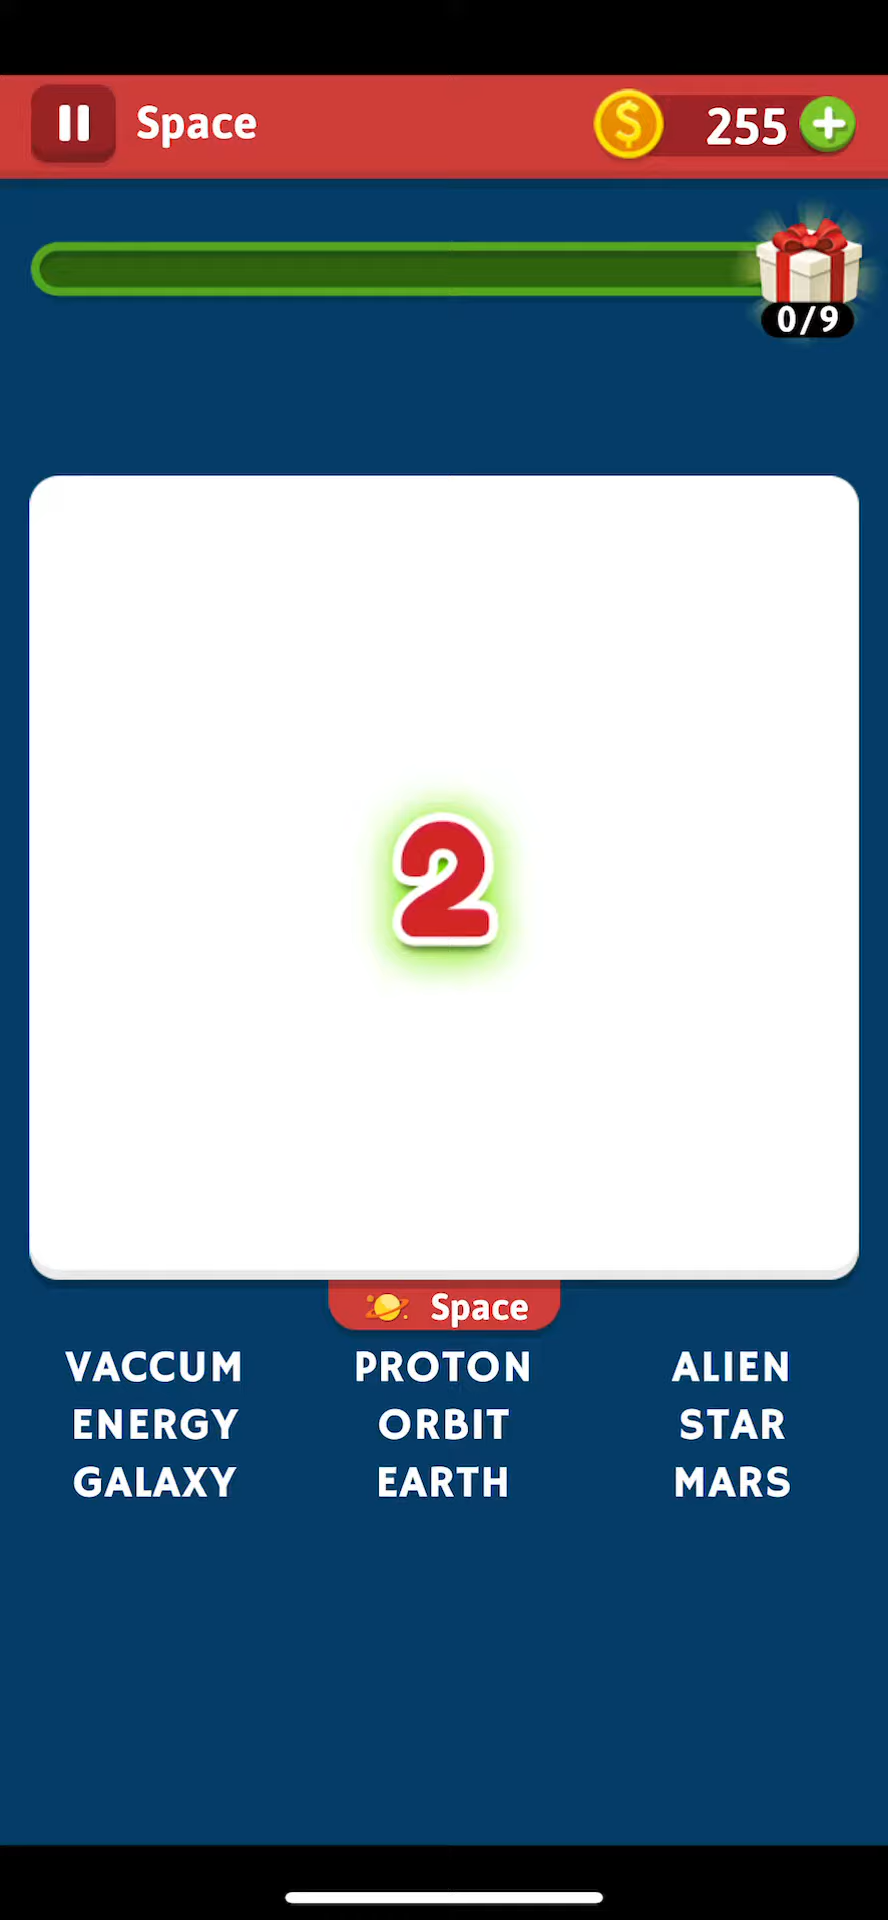 Space
$ 255 +
0/9
2
Space
VACCUM PROTON ALIEN
ENERGY ORBIT STAR
GALAXY EARTH MARS